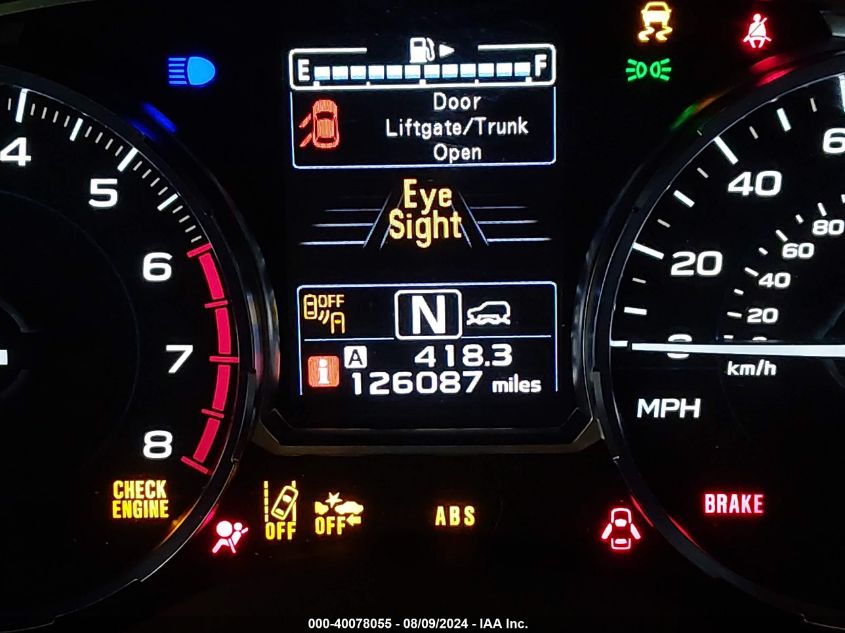 E F
Door
Liftgate/Trunk
Open
Eye
Sight
OFF
N
A 418.3
i 126087 miles
4
5
6
7
8
0
20
40
6
20
40
60
80
km/h
MPH
CHECK
ENGINE
OFF
OFF
ABS
BRAKE
000-40078055 - 08/09/2024 - IAA Inc.